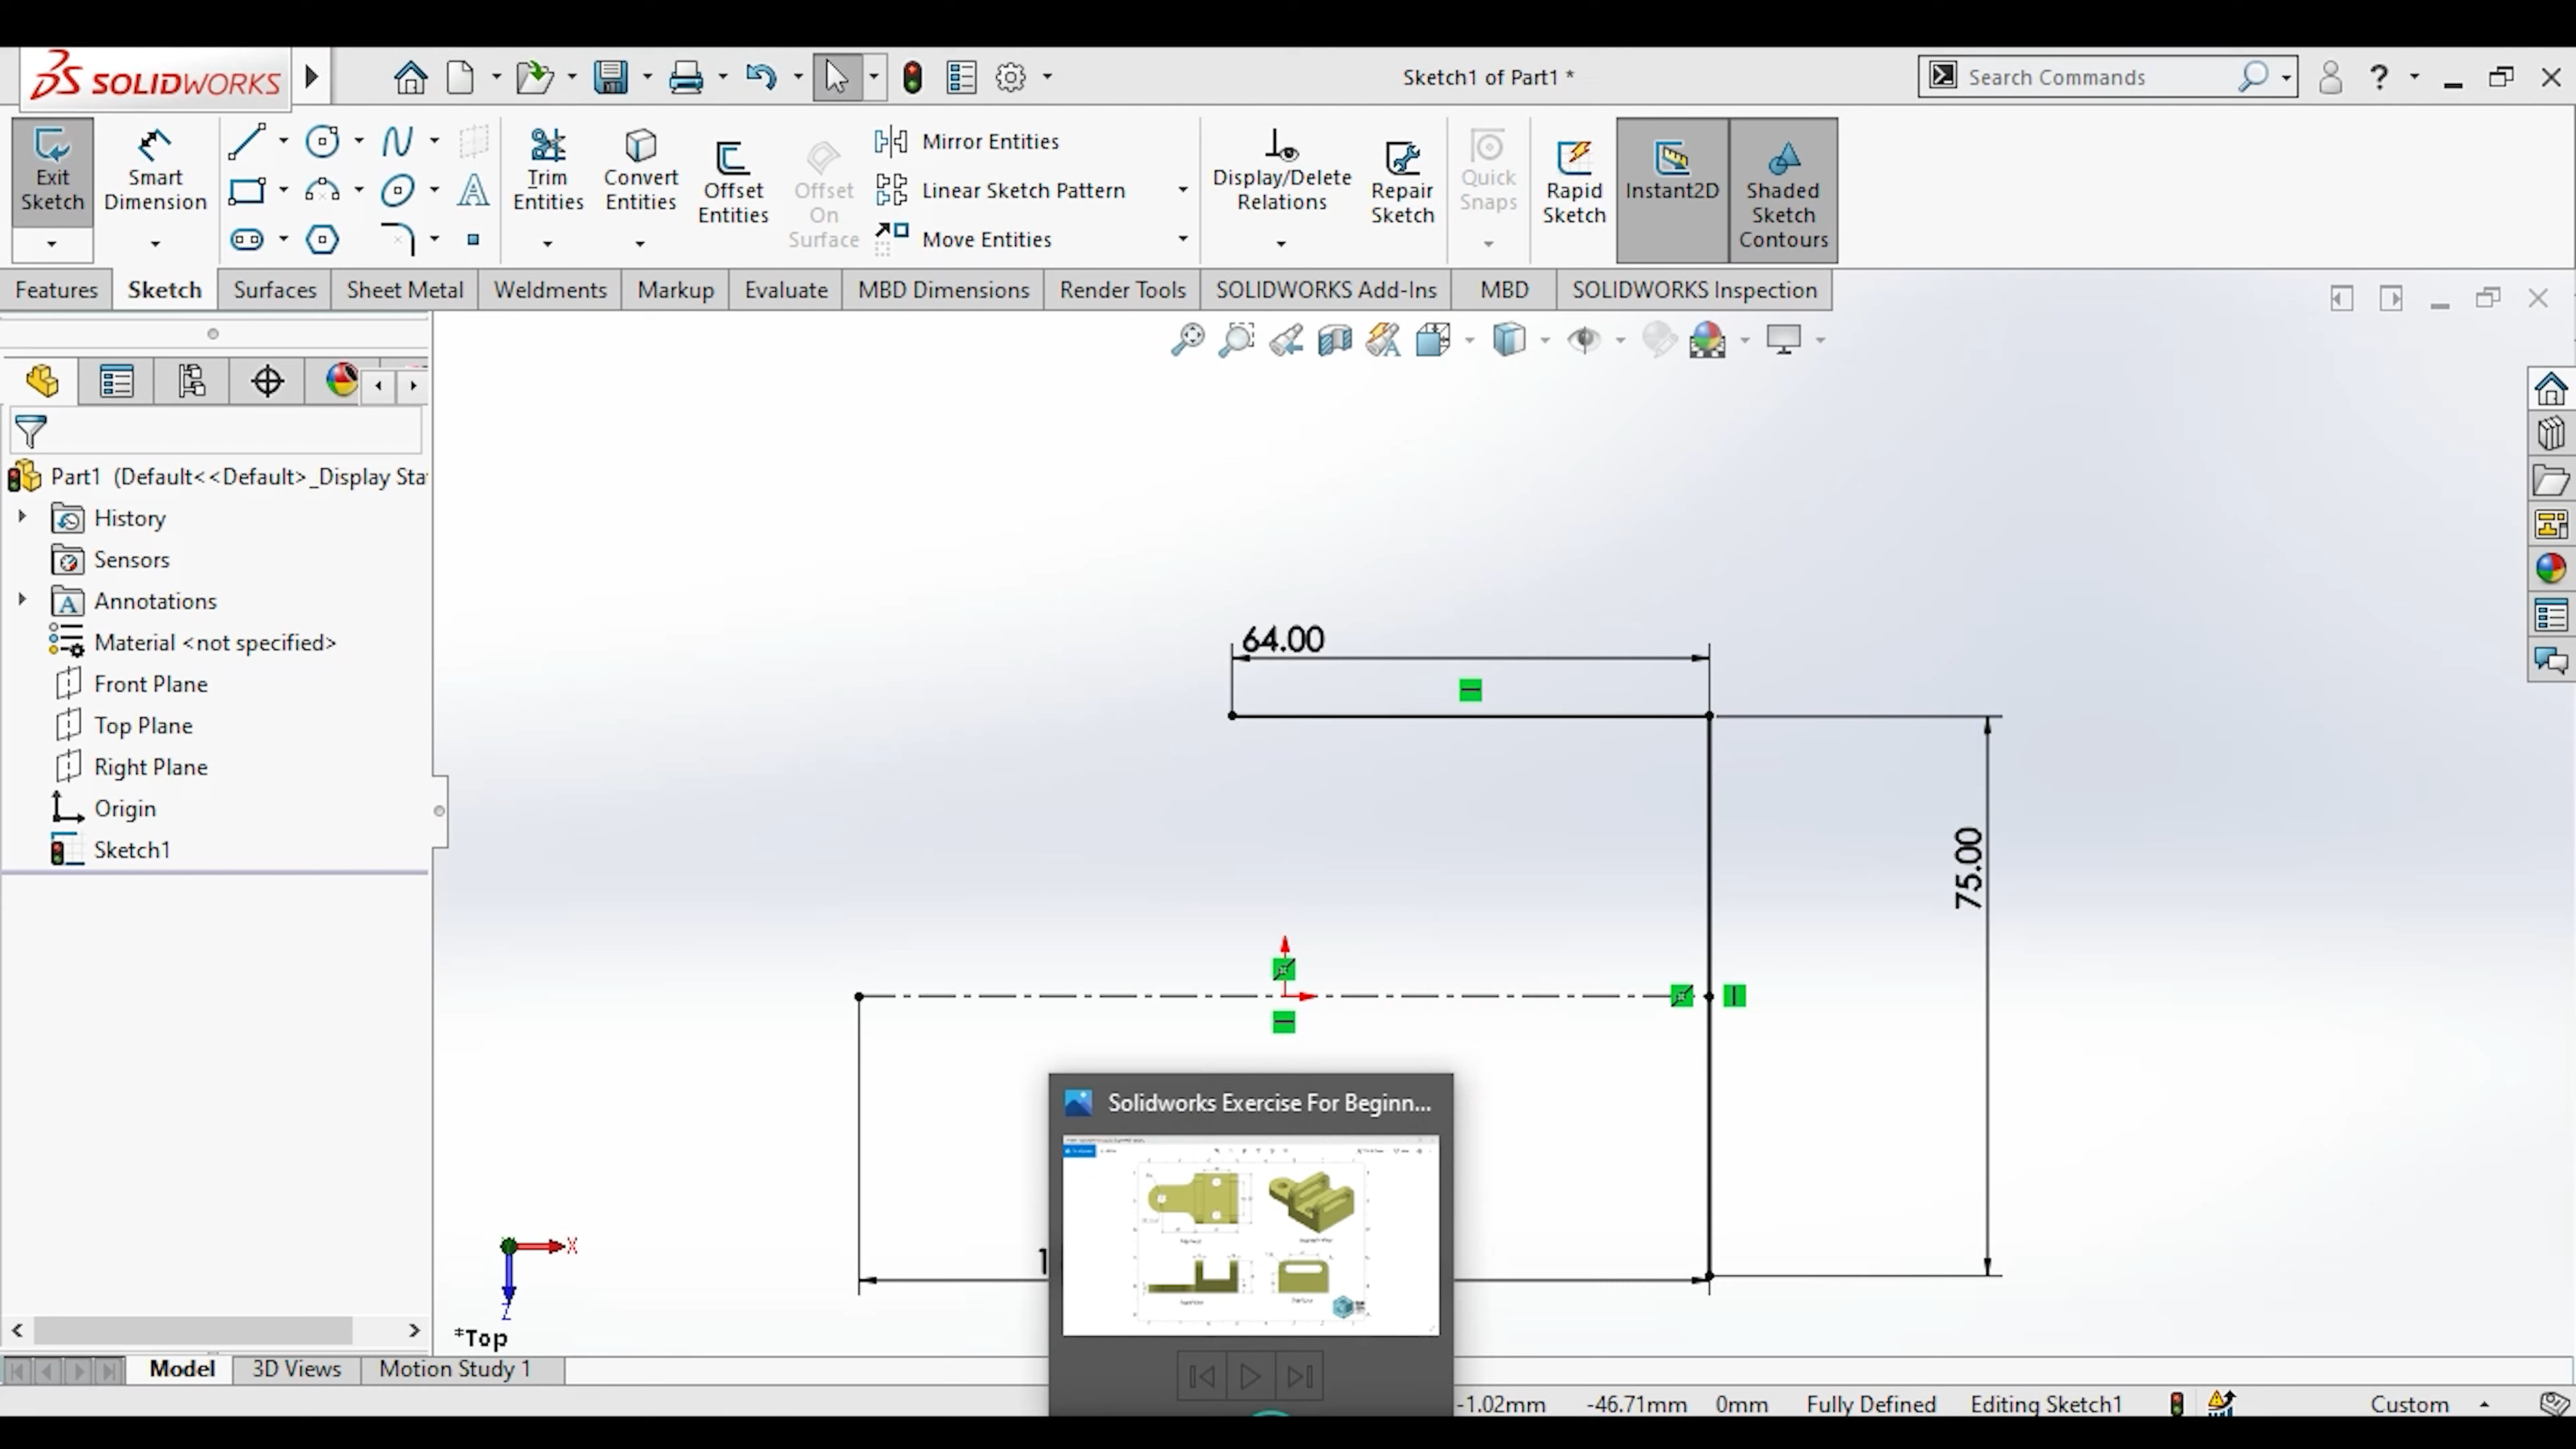 SOLIDWORKS
Sketch1 of Part1 *
Search Commands
Exit Sketch
Smart Dimension
Trim Entities
Convert Entities
Offset Entities
Offset On Surface
Mirror Entities
Linear Sketch Pattern
Move Entities
Display/Delete Relations
Repair Sketch
Quick Snaps
Rapid Sketch
Instant2D
Shaded Sketch Contours
Features
Sketch
Surfaces
Sheet Metal
Weldments
Markup
Evaluate
MBD Dimensions
Render Tools
SOLIDWORKS Add-Ins
MBD
SOLIDWORKS Inspection
Part1 (Default<<Default>_Display Sta
History
Sensors
Annotations
Material <not specified>
Front Plane
Top Plane
Right Plane
Origin
Sketch1
64.00
75.00
1
Solidworks Exercise For Beginn...
X
Z
*Top
Model
3D Views
Motion Study 1
-1.02mm
-46.71mm
0mm
Fully Defined
Editing Sketch1
Custom